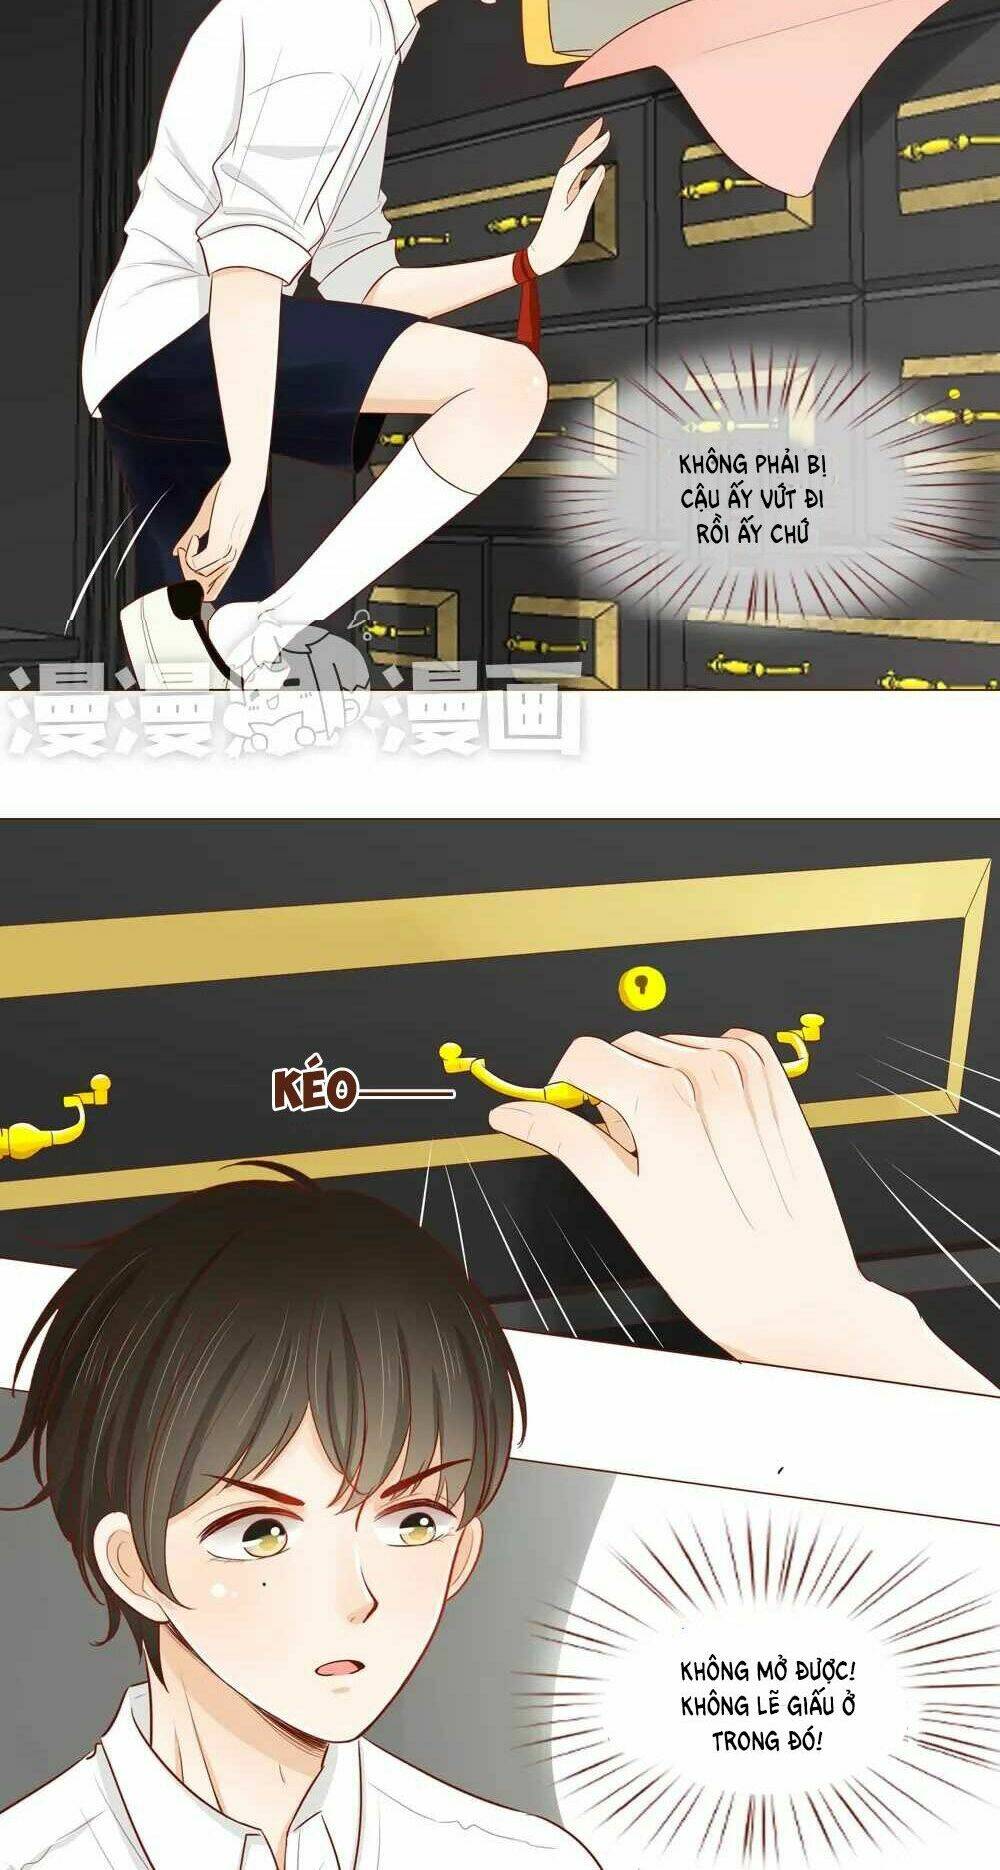 KHÔNG PHẢI BỊ
CẬU ẤY VỨT ĐI
RỒI ẤY CHỨ
漫漫漫画
KÉO
KHÔNG MỞ ĐƯỢC!
KHÔNG LẼ GIẤU Ở
TRONG ĐÓ!